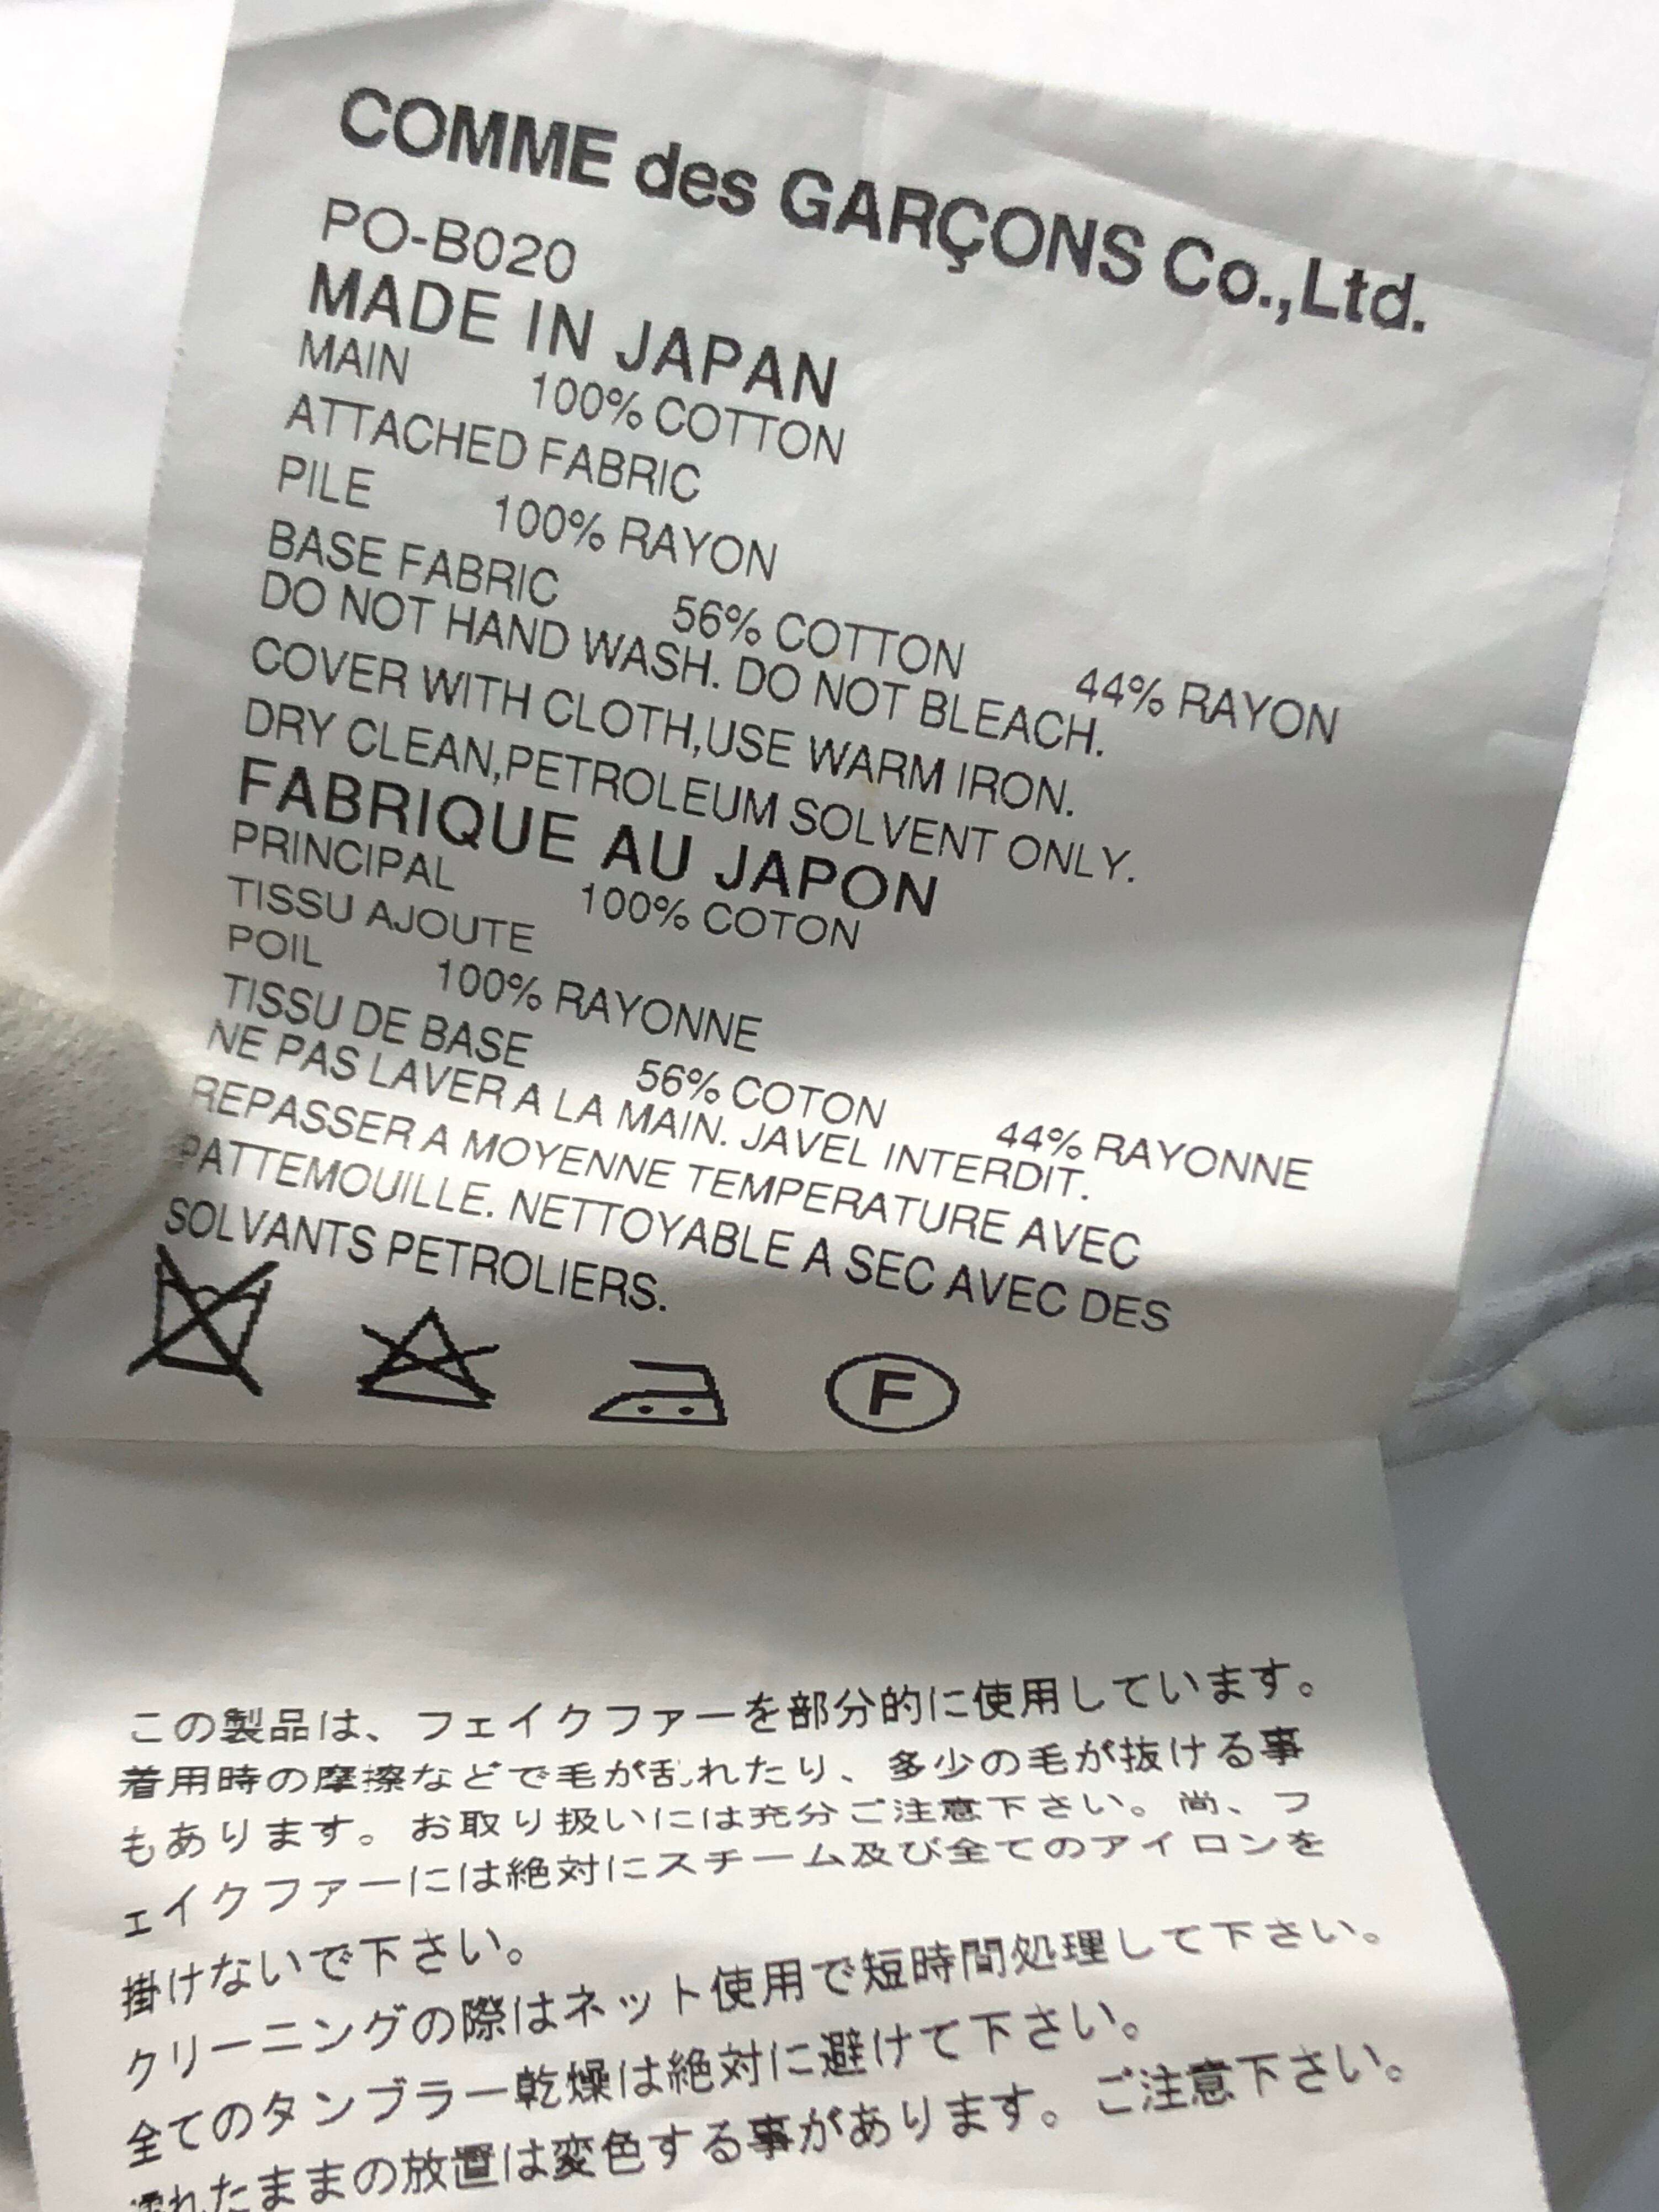 COMME des GARÇONS Co.,Ltd.
PO-B020
MADE IN JAPAN
MAIN 100% COTTON
ATTACHED FABRIC
PILE 100% RAYON
BASE FABRIC 56% COTTON 44% RAYON
DO NOT HAND WASH. DO NOT BLEACH.
COVER WITH CLOTH,USE WARM IRON.
DRY CLEAN,PETROLEUM SOLVENT ONLY.
FABRIQUE AU JAPON
PRINCIPAL 100% COTON
TISSU AJOUTE
POIL 100% RAYONNE
TISSU DE BASE 56% COTON 44% RAYONNE
NE PAS LAVER A LA MAIN. JAVEL INTERDIT.
REPASSER A MOYENNE TEMPERATURE AVEC
PATTEMOUILLE. NETTOYABLE A SEC AVEC DES
SOLVANTS PETROLIERS.
F
この製品は、フェイクファーを部分的に使用しています。
着用時の摩擦などで毛が乱れたり、多少の毛が抜ける事
もあります。お取り扱いには充分ご注意下さい。尚、フ
ェイクファーには絶対にスチーム及び全てのアイロンを
掛けないで下さい。
クリーニングの際はネット使用で短時間処理して下さい。
全てのタンブラー乾燥は絶対に避けて下さい。
濡れたままの放置は変色する事があります。ご注意下さい。